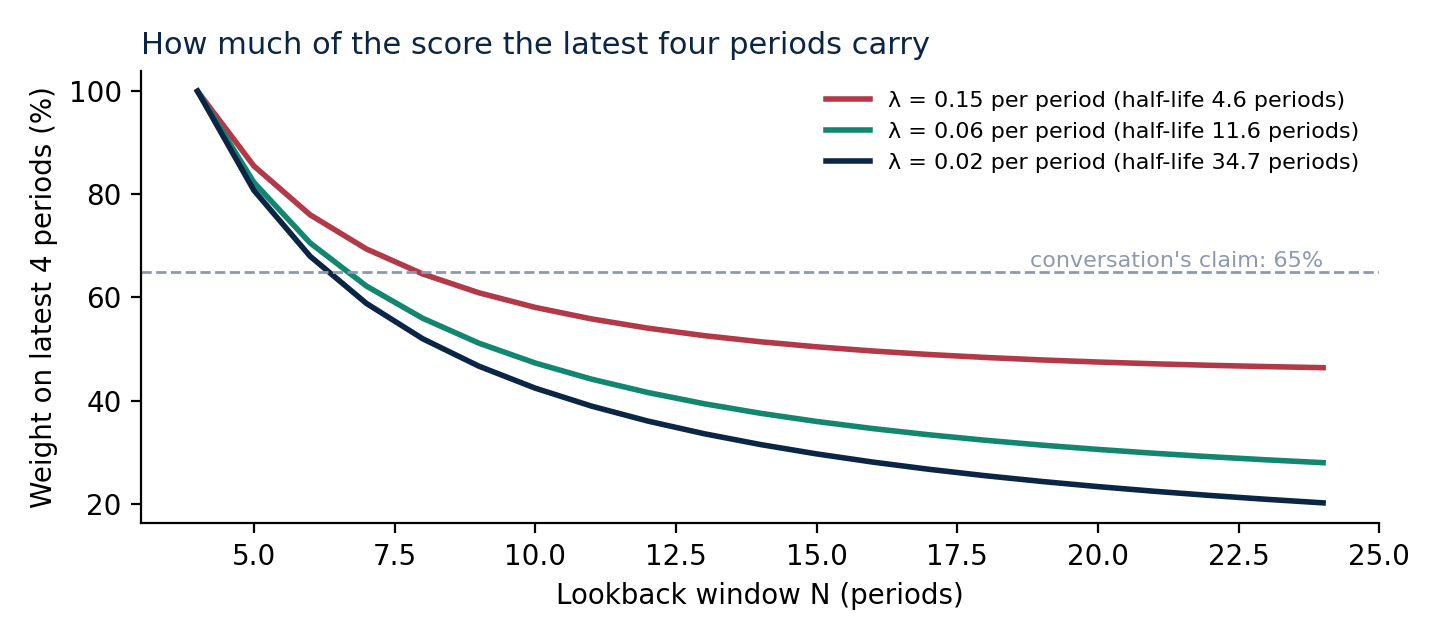 How much of the score the latest four periods carry
Weight on latest 4 periods (%)
100
80
60
40
20
λ = 0.15 per period (half-life 4.6 periods)
λ = 0.06 per period (half-life 11.6 periods)
λ = 0.02 per period (half-life 34.7 periods)
conversation's claim: 65%
5.0 7.5 10.0 12.5 15.0 17.5 20.0 22.5 25.0
Lookback window N (periods)